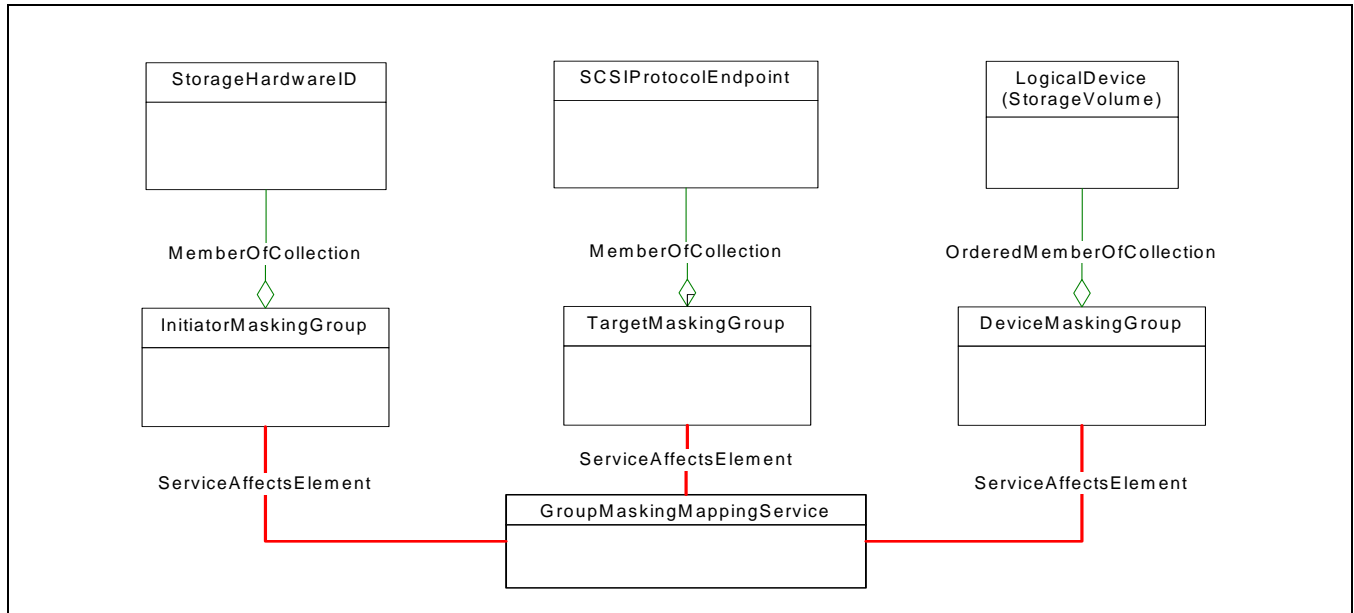 StorageHardwareID
SCSIProtocolEndpoint
LogicalDevice
(StorageVolume)
MemberOfCollection
MemberOfCollection
OrderedMemberOfCollection
InitiatorMaskingGroup
TargetMaskingGroup
DeviceMaskingGroup
ServiceAffectsElement
ServiceAffectsElement
ServiceAffectsElement
GroupMaskingMappingService